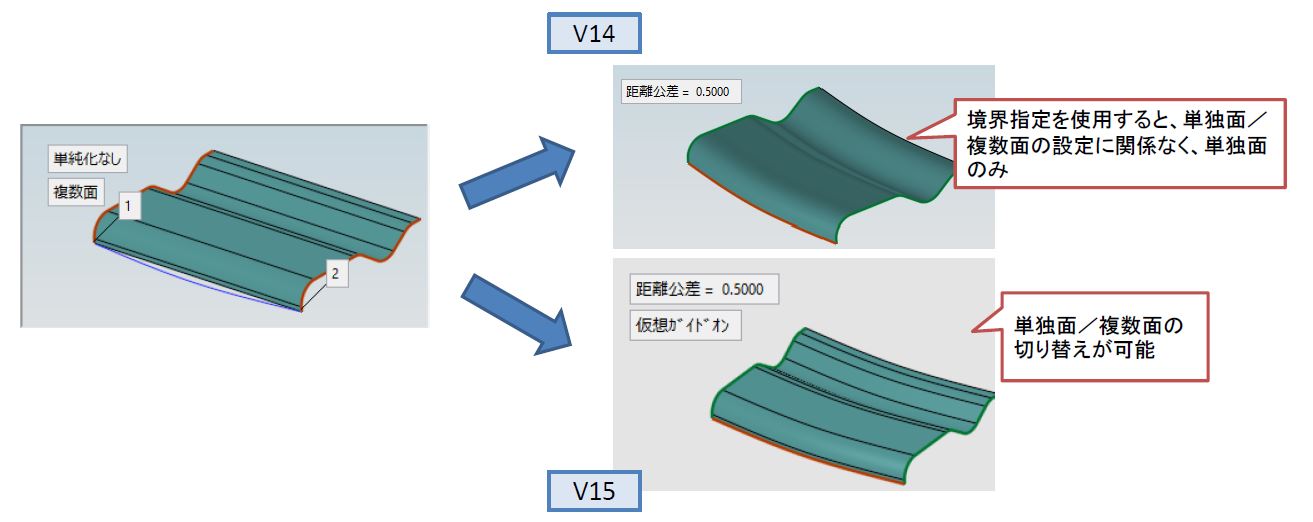 V14
単純化なし
複数面
1
2
距離公差 = 0.5000
境界指定を使用すると、単独面／
複数面の設定に関係なく、単独面
のみ
距離公差 = 0.5000
仮想ｶﾞｲﾄﾞｵﾝ
単独面／複数面の
切り替えが可能
V15